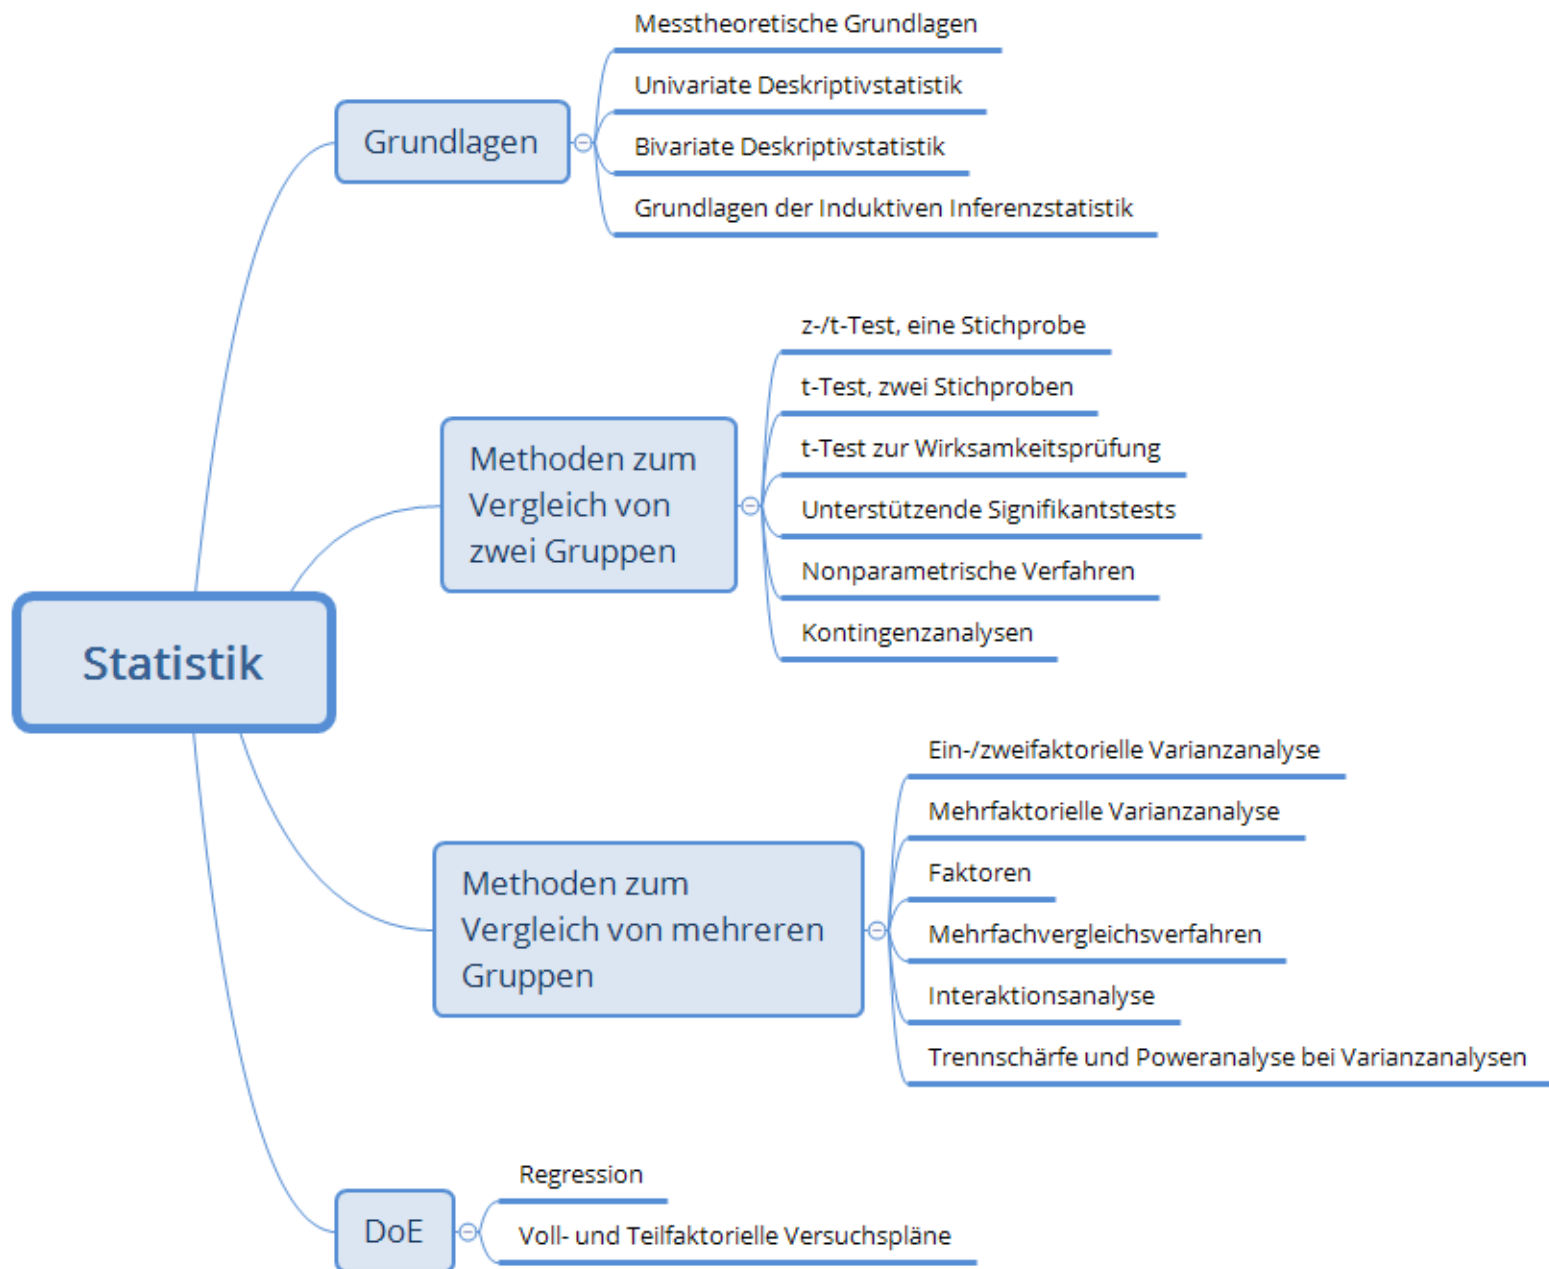 Statistik
Grundlagen
Messtheoretische Grundlagen
Univariate Deskriptivstatistik
Bivariate Deskriptivstatistik
Grundlagen der Induktiven Inferenzstatistik
Methoden zum
Vergleich von
zwei Gruppen
z-/t-Test, eine Stichprobe
t-Test, zwei Stichproben
t-Test zur Wirksamkeitsprüfung
Unterstützende Signifikantstests
Nonparametrische Verfahren
Kontingenzanalysen
Methoden zum
Vergleich von mehreren
Gruppen
Ein-/zweifaktorielle Varianzanalyse
Mehrfaktorielle Varianzanalyse
Faktoren
Mehrfachvergleichsverfahren
Interaktionsanalyse
Trennschärfe und Poweranalyse bei Varianzanalysen
DoE
Regression
Voll- und Teilfaktorielle Versuchspläne